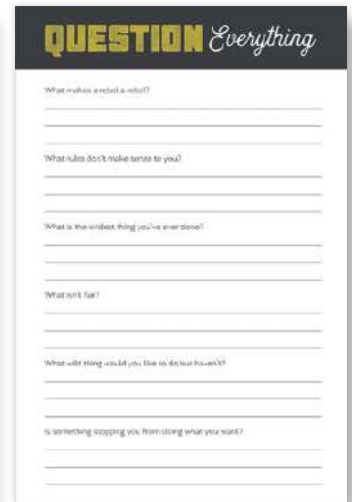 QUESTION Everything
What makes a rebel a rebel?
What rules don't make sense to you?
What is the wildest thing you've ever done?
What isn't fair?
What wild thing would you like to do but haven't?
Is something stopping you from doing what you want?